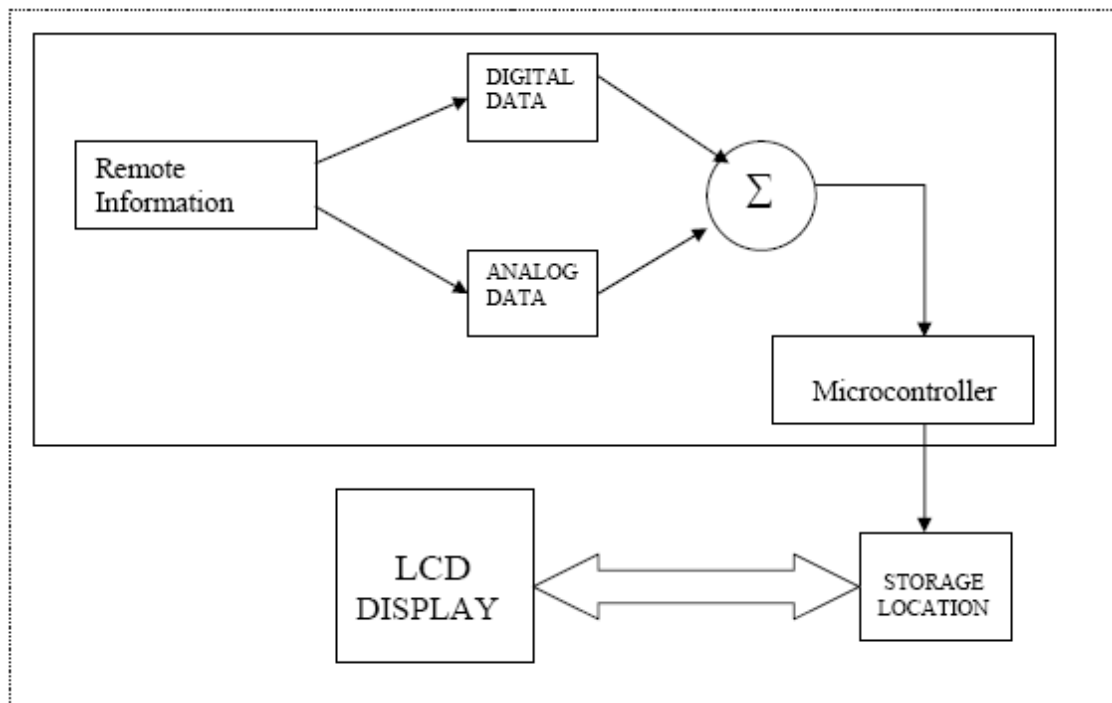 DIGITAL
DATA
Remote
Information
Σ
ANALOG
DATA
Microcontroller
LCD
DISPLAY
STORAGE
LOCATION